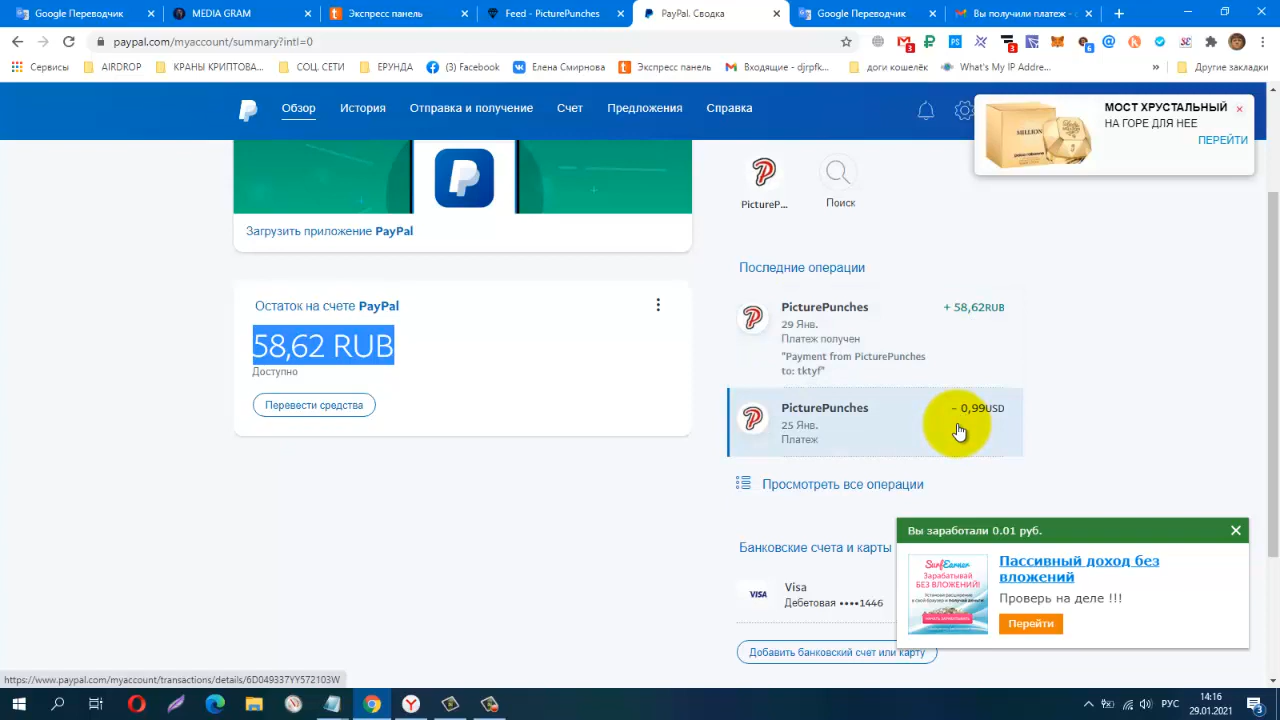 Google Переводчик
MEDIA GRAM
Экспресс панель
Feed - PicturePunches
PayPal. Сводка
Google Переводчик
Вы получили платеж - c
paypal.com/myaccount/summary?intl=0
Сервисы
AIRDROP
КРАНЫ КРИПТОВА...
СОЦ. СЕТИ
ЕРУНДА
(3) Facebook
Елена Смирнова
Экспресс панель
Входящие - djrpfk...
доги кошелёк
What's My IP Addre...
»
Другие закладки
Обзор
История
Отправка и получение
Счет
Предложения
Справка
МОСТ ХРУСТАЛЬНЫЙ
НА ГОРЕ ДЛЯ НЕЕ
ПЕРЕЙТИ
MILLION
PictureP...
Поиск
Загрузить приложение PayPal
Остаток на счете PayPal
58,62 RUB
Доступно
Перевести средства
Последние операции
PicturePunches
+ 58,62RUB
29 Янв.
Платеж получен
"Payment from PicturePunches
to: tktyf"
PicturePunches
− 0,99USD
25 Янв.
Платеж
Просмотреть все операции
Банковские счета и карты
VISA
Visa
Дебетовая ••••1446
Добавить банковский счет или карту
Вы заработали 0.01 руб.
SurfEarner
Зарабатывай
БЕЗ ВЛОЖЕНИЙ!
Пассивный доход без
вложений
Проверь на деле !!!
Перейти
https://www.paypal.com/myaccount/transactions/details/6D049337YY572103W
РУС
14:16
29.01.2021